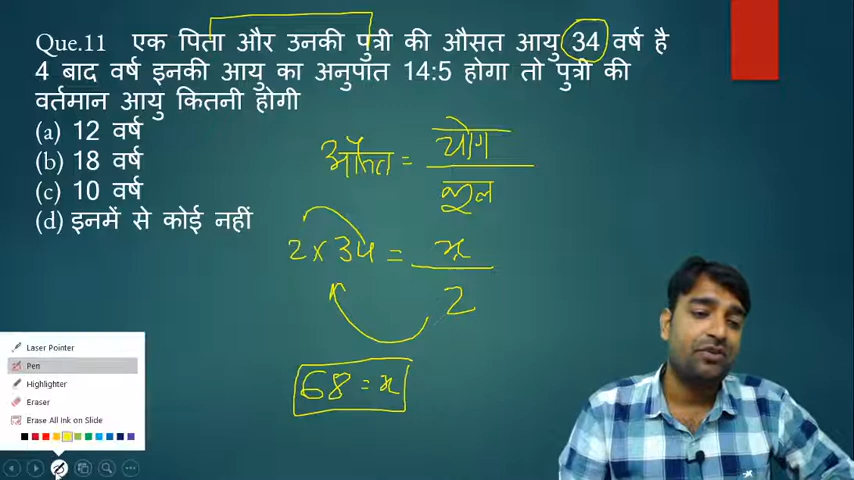 Que.11 एक पिता और उनकी पुत्री की औसत आयु 34 वर्ष है
4 बाद वर्ष इनकी आयु का अनुपात 14:5 होगा तो पुत्री की
वर्तमान आयु कितनी होगी
(a) 12 वर्ष
(b) 18 वर्ष
(c) 10 वर्ष
(d) इनमें से कोई नहीं
औसत = योग
कुल
2 x 34 = x
2
68 = x
Laser Pointer
Pen
Highlighter
Eraser
Erase All Ink on Slide